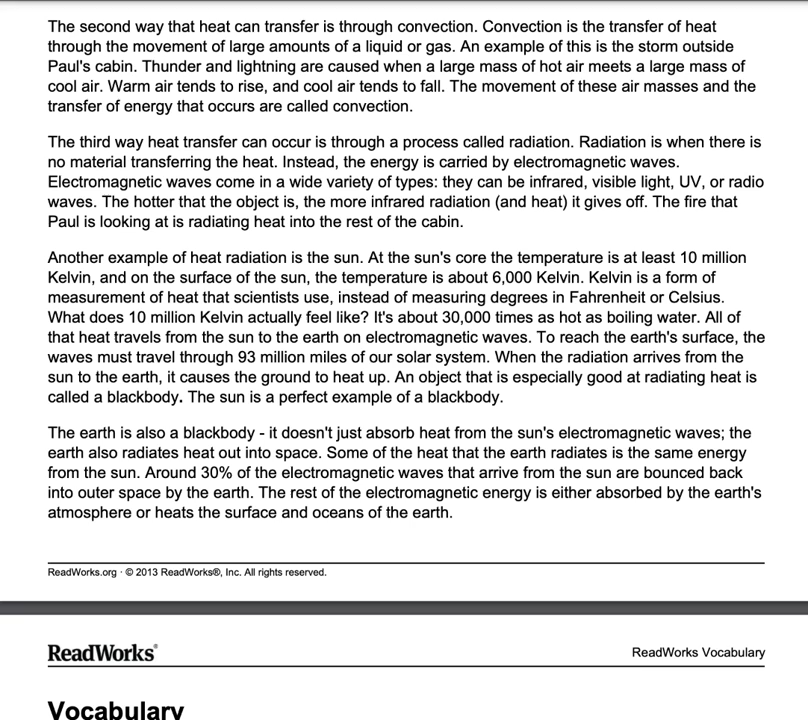 The second way that heat can transfer is through convection. Convection is the transfer of heat
through the movement of large amounts of a liquid or gas. An example of this is the storm outside
Paul's cabin. Thunder and lightning are caused when a large mass of hot air meets a large mass of
cool air. Warm air tends to rise, and cool air tends to fall. The movement of these air masses and the
transfer of energy that occurs are called convection.
The third way heat transfer can occur is through a process called radiation. Radiation is when there is
no material transferring the heat. Instead, the energy is carried by electromagnetic waves.
Electromagnetic waves come in a wide variety of types: they can be infrared, visible light, UV, or radio
waves. The hotter that the object is, the more infrared radiation (and heat) it gives off. The fire that
Paul is looking at is radiating heat into the rest of the cabin.
Another example of heat radiation is the sun. At the sun's core the temperature is at least 10 million
Kelvin, and on the surface of the sun, the temperature is about 6,000 Kelvin. Kelvin is a form of
measurement of heat that scientists use, instead of measuring degrees in Fahrenheit or Celsius.
What does 10 million Kelvin actually feel like? It's about 30,000 times as hot as boiling water. All of
that heat travels from the sun to the earth on electromagnetic waves. To reach the earth's surface, the
waves must travel through 93 million miles of our solar system. When the radiation arrives from the
sun to the earth, it causes the ground to heat up. An object that is especially good at radiating heat is
called a blackbody. The sun is a perfect example of a blackbody.
The earth is also a blackbody - it doesn't just absorb heat from the sun's electromagnetic waves; the
earth also radiates heat out into space. Some of the heat that the earth radiates is the same energy
from the sun. Around 30% of the electromagnetic waves that arrive from the sun are bounced back
into outer space by the earth. The rest of the electromagnetic energy is either absorbed by the earth's
atmosphere or heats the surface and oceans of the earth.
ReadWorks.org · © 2013 ReadWorks®, Inc. All rights reserved.
ReadWorks® ReadWorks Vocabulary
Vocabulary